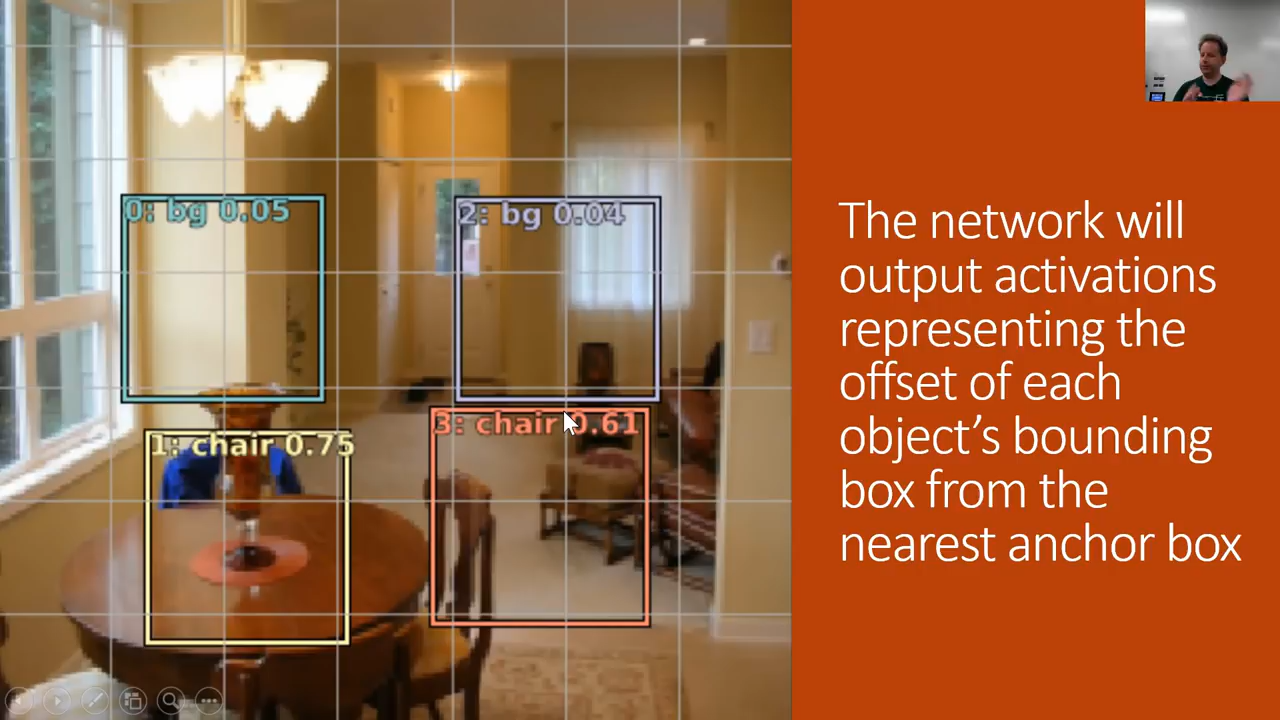 0: bg 0.05
2: bg 0.04
1: chair 0.75
3: chair 0.61
The network will
output activations
representing the
offset of each
object’s bounding
box from the
nearest anchor box